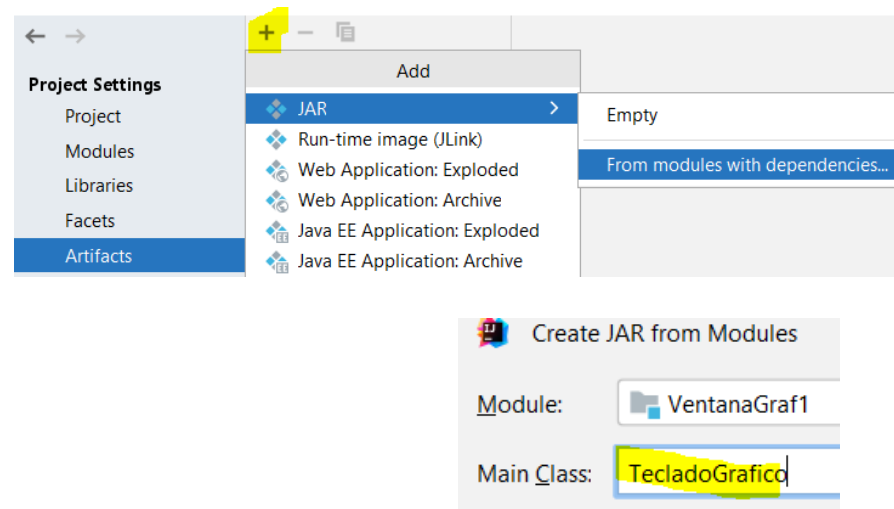 Project Settings
Project
Modules
Libraries
Facets
Artifacts
Add
JAR
Run-time image (JLink)
Web Application: Exploded
Web Application: Archive
Java EE Application: Exploded
Java EE Application: Archive
Empty
From modules with dependencies...
Create JAR from Modules
Module: VentanaGraf1
Main Class: TecladoGrafico